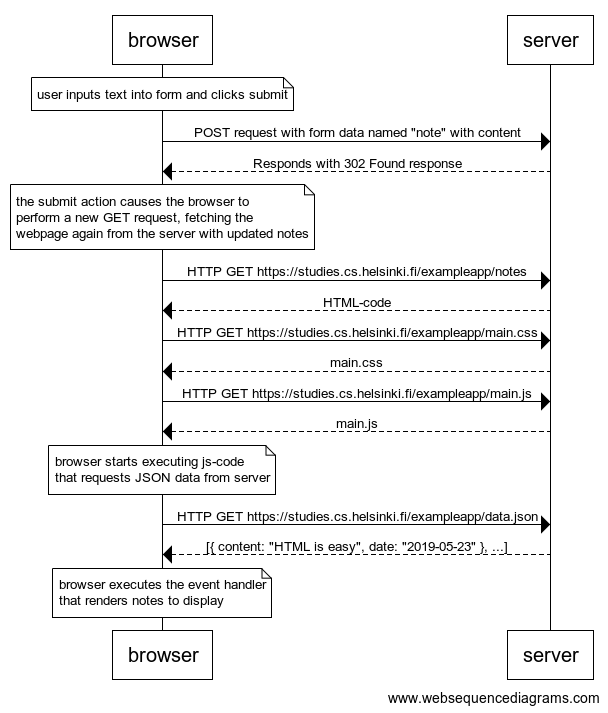 browser
server
user inputs text into form and clicks submit
POST request with form data named "note" with content
Responds with 302 Found response
the submit action causes the browser to
perform a new GET request, fetching the
webpage again from the server with updated notes
HTTP GET https://studies.cs.helsinki.fi/exampleapp/notes
HTML-code
HTTP GET https://studies.cs.helsinki.fi/exampleapp/main.css
main.css
HTTP GET https://studies.cs.helsinki.fi/exampleapp/main.js
main.js
browser starts executing js-code
that requests JSON data from server
HTTP GET https://studies.cs.helsinki.fi/exampleapp/data.json
[{ content: "HTML is easy", date: "2019-05-23" }, ...]
browser executes the event handler
that renders notes to display
browser
server
www.websequencediagrams.com